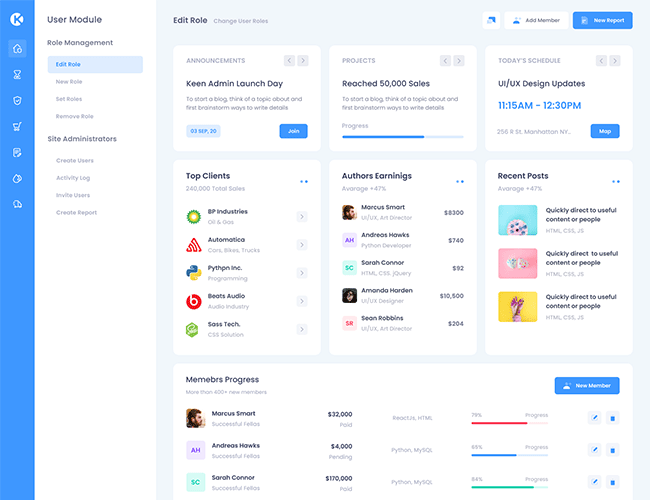 User Module
Role Management
Edit Role
New Role
Set Roles
Remove Role
Site Administrators
Create Users
Activity Log
Invite Users
Create Report
Edit Role
Change User Roles
Add Member
New Report
ANNOUNCEMENTS
Keen Admin Launch Day
To start a blog, think of a topic about and
first brainstorm ways to write details
03 SEP, 20
Join
PROJECTS
Reached 50,000 Sales
To start a blog, think of a topic about and
first brainstorm ways to write details
Progress
TODAY'S SCHEDULE
UI/UX Design Updates
11:15AM - 12:30PM
256 R St. Manhattan NY...
Map
Top Clients
240,000 Total Sales
BP Industries
Oil & Gas
Automatica
Cars, Bikes, Trucks
Pythpn Inc.
Programming
Beats Audio
Audio Industry
Sass Tech.
CSS Solution
Authors Earninigs
Avarage +47%
Marcus Smart
UI/UX, Art Director
$8300
AH
Andreas Hawks
Python Developer
$740
SC
Sarah Connor
HTML, CSS. jQuery
$92
Amanda Harden
UI/UX Designer
$10,500
SR
Sean Robbins
UI/UX, Art Director
$204
Recent Posts
Avarage +47%
Quickly direct to useful
content or people
HTML, CSS, JS
Quickly direct to useful
content or people
HTML, CSS, JS
Quickly direct to useful
content or people
HTML, CSS, JS
Memebrs Progress
More than 400+ new members
New Member
Marcus Smart
Successful Fellas
$32,000
Paid
ReactJs, HTML
79%
Progress
AH
Andreas Hawks
Successful Fellas
$4,000
Pending
Python, MySQL
65%
Progress
SC
Sarah Connor
Successful Fellas
$170,000
Paid
Python, MySQL
84%
Progress